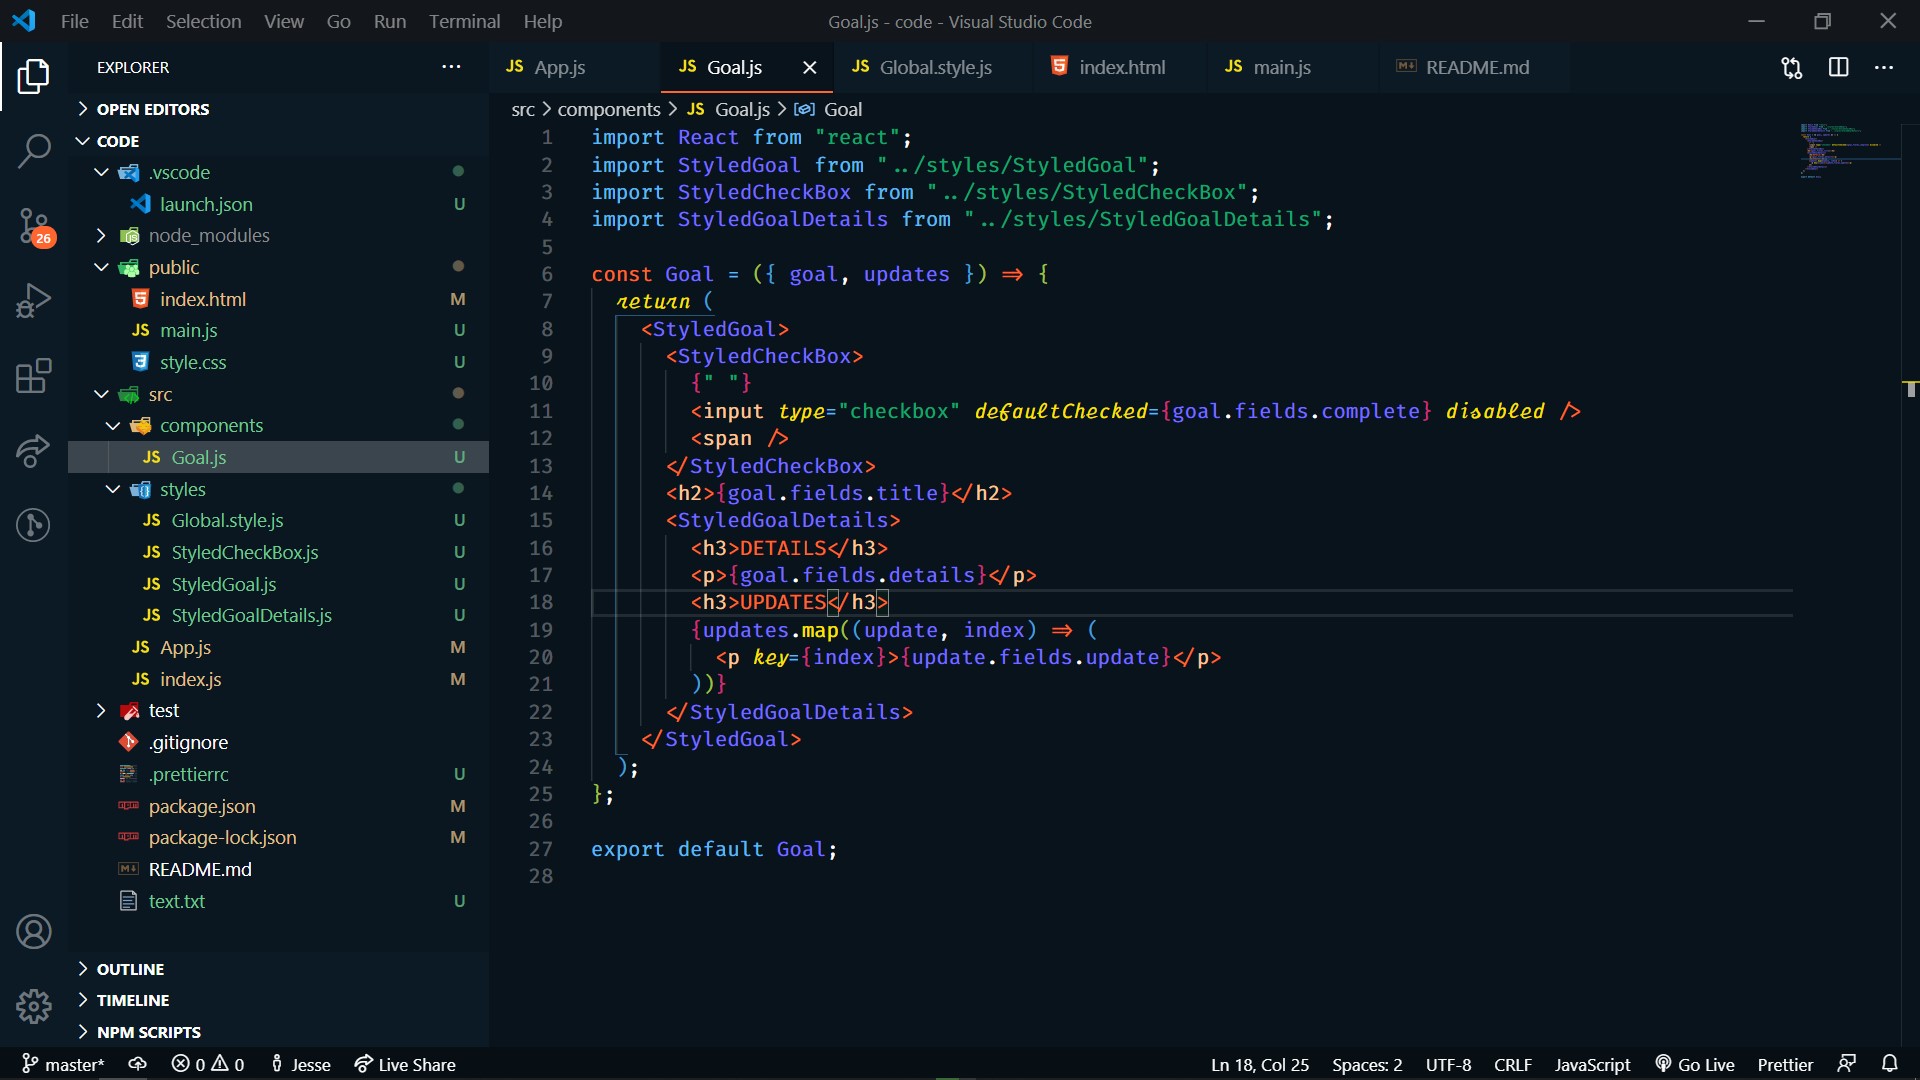 File Edit Selection View Go Run Terminal Help
Goal.js - code - Visual Studio Code
EXPLORER
OPEN EDITORS
CODE
.vscode
launch.json U
node_modules
public
index.html M
main.js U
style.css U
src
components
Goal.js U
styles
Global.style.js U
StyledCheckBox.js U
StyledGoal.js U
StyledGoalDetails.js U
App.js M
index.js M
test
.gitignore
.prettierrc U
package.json M
package-lock.json M
README.md
text.txt U
OUTLINE
TIMELINE
NPM SCRIPTS
26
JS App.js JS Goal.js JS Global.style.js index.html JS main.js README.md
src > components > JS Goal.js > Goal
1 import React from "react";
2 import StyledGoal from "../styles/StyledGoal";
3 import StyledCheckBox from "../styles/StyledCheckBox";
4 import StyledGoalDetails from "../styles/StyledGoalDetails";
5
6 const Goal = ({ goal, updates }) => {
7 return (
8 <StyledGoal>
9 <StyledCheckBox>
10 {" "}
11 <input type="checkbox" defaultChecked={goal.fields.complete} disabled />
12 <span />
13 </StyledCheckBox>
14 <h2>{goal.fields.title}</h2>
15 <StyledGoalDetails>
16 <h3>DETAILS</h3>
17 <p>{goal.fields.details}</p>
18 <h3>UPDATES</h3>
19 {updates.map((update, index) => (
20 <p key={index}>{update.fields.update}</p>
21 ))}
22 </StyledGoalDetails>
23 </StyledGoal>
24 );
25 };
26
27 export default Goal;
28
master* 0 0 Jesse Live Share Ln 18, Col 25 Spaces: 2 UTF-8 CRLF JavaScript Go Live Prettier